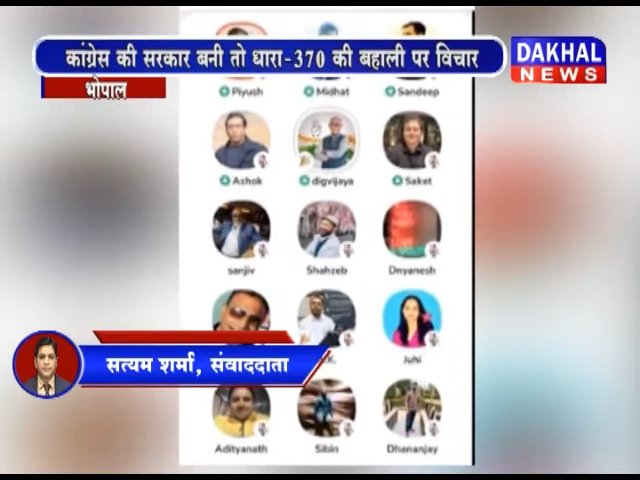 कांग्रेस की सरकार बनी तो धारा-370 की बहाली पर विचार
DAKHAL
NEWS
भोपाल
Piyush Midhat Sandeep
Ashok digvijaya Saket
sanjiv Shahzeb Dnyanesh
K. Juhi
सत्यम शर्मा, संवाददाता
Adityanath Sibin Dhananjay